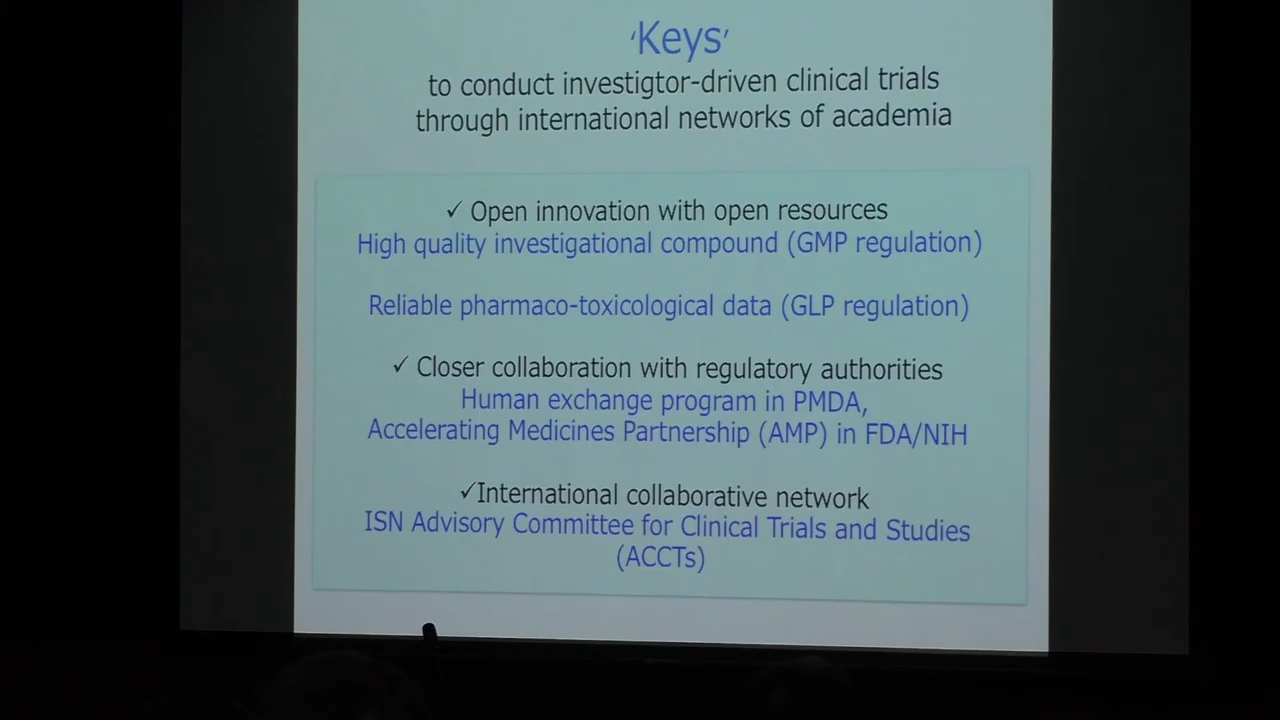 ‘Keys’
to conduct investigtor-driven clinical trials
through international networks of academia
✓ Open innovation with open resources
High quality investigational compound (GMP regulation)
Reliable pharmaco-toxicological data (GLP regulation)
✓ Closer collaboration with regulatory authorities
Human exchange program in PMDA,
Accelerating Medicines Partnership (AMP) in FDA/NIH
✓International collaborative network
ISN Advisory Committee for Clinical Trials and Studies
(ACCTs)